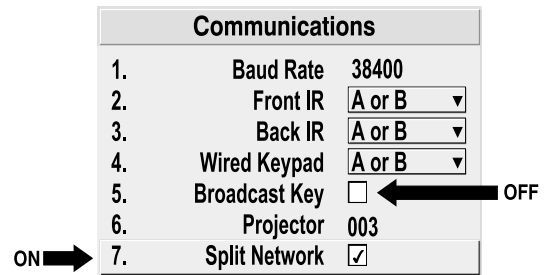 Communications
1. Baud Rate 38400
2. Front IR A or B
3. Back IR A or B
4. Wired Keypad A or B
5. Broadcast Key OFF
6. Projector 003
ON 7. Split Network